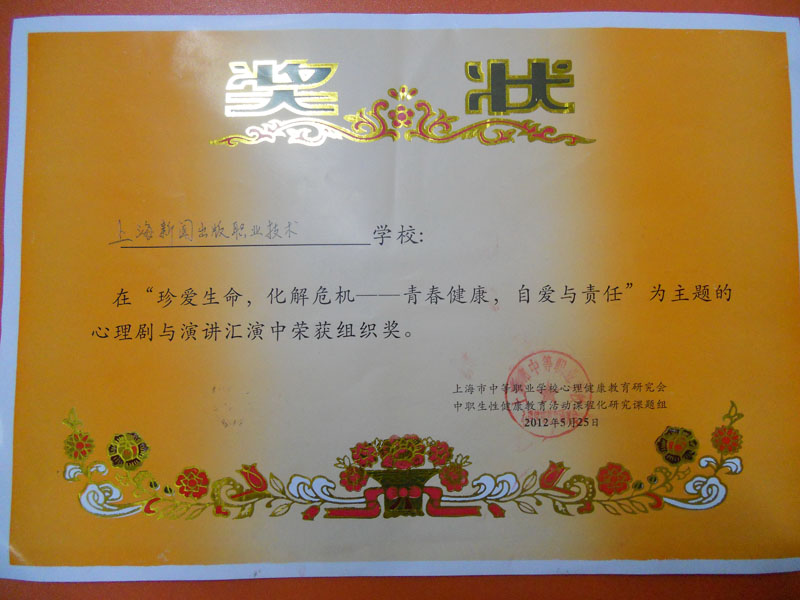 奖状
上海新闻出版职业技术学校:
在“珍爱生命，化解危机——青春健康，自爱与责任”为主题的
心理剧与演讲汇演中荣获组织奖。
上海市中等职业学校心理健康教育研究会
中职生性健康教育活动课程化研究课题组
2012年5月25日